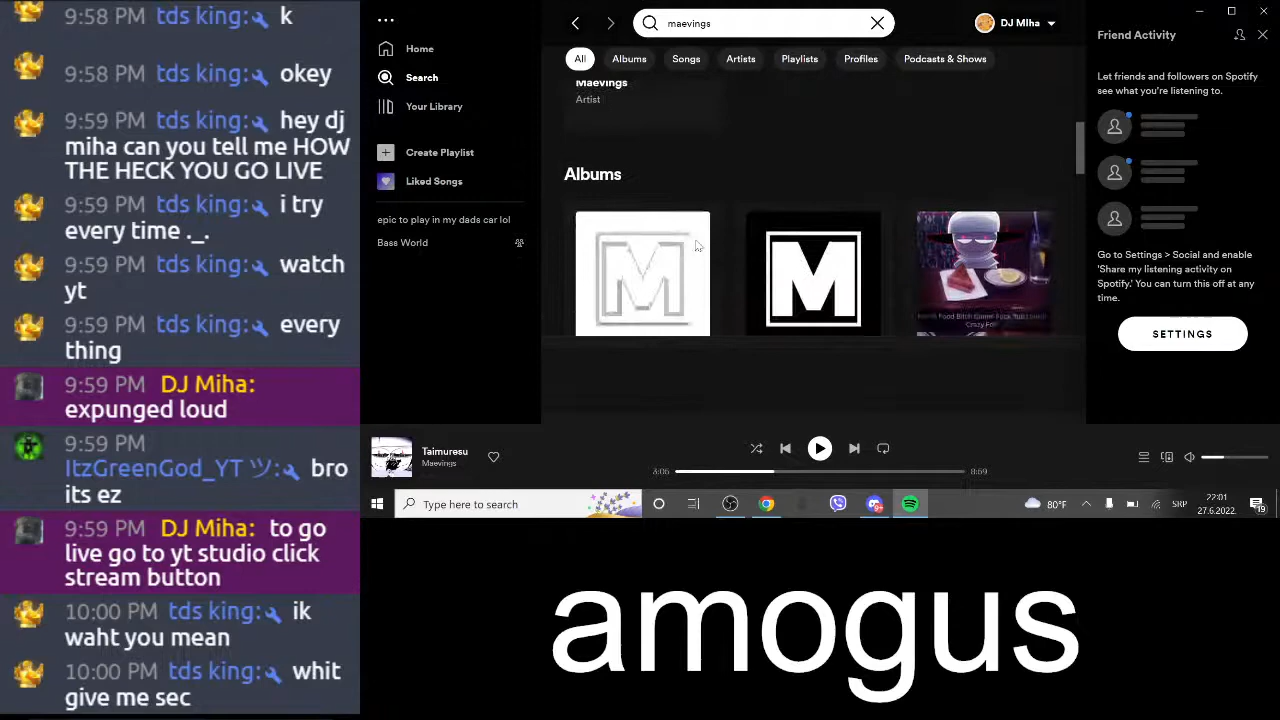 9:58 PM tds king: k
9:58 PM tds king: okey
9:59 PM tds king: hey dj
miha can you tell me HOW
THE HECK YOU GO LIVE
9:59 PM tds king: i try
every time ._.
9:59 PM tds king: watch
yt
9:59 PM tds king: every
thing
9:59 PM DJ Miha:
expunged loud
9:59 PM
ItzGreenGod_YT ツ: bro
its ez
9:59 PM DJ Miha: to go
live go to yt studio click
stream button
10:00 PM tds king: ik
waht you mean
10:00 PM tds king: whit
give me sec
Home
Search
Your Library
Create Playlist
Liked Songs
epic to play in my dads car lol
Bass World
maevings
DJ MIha
All
Albums
Songs
Artists
Playlists
Profiles
Podcasts & Shows
Maevings
Artist
Albums
M
M
Friend Activity
Let friends and followers on Spotify
see what you're listening to.
Go to Settings > Social and enable
'Share my listening activity on
Spotify.' You can turn this off at any
time.
SETTINGS
Taimuresu
Maevings
3:05
8:59
Type here to search
80°F
SRP
22:01
27.6.2022.
19
amogus